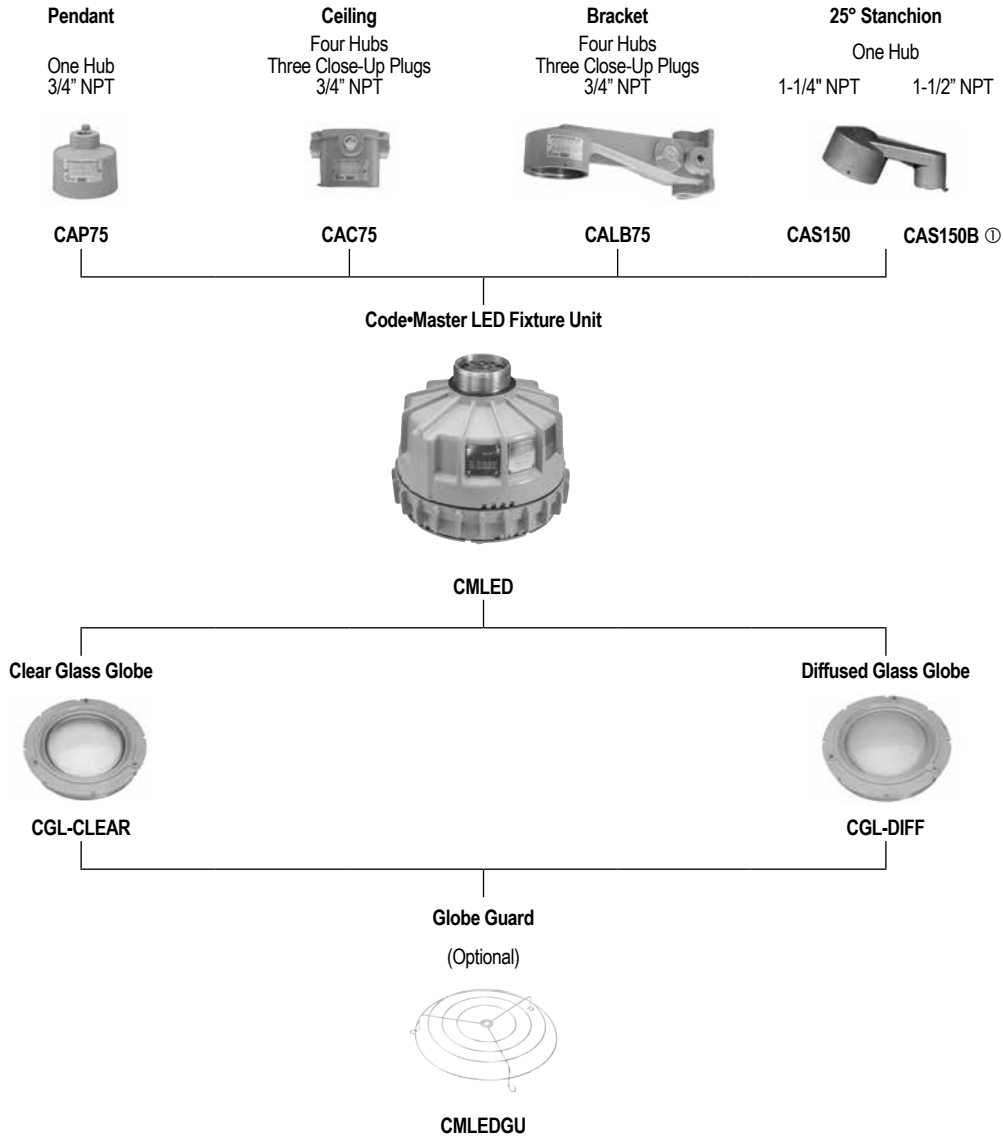 Pendant
One Hub
3/4” NPT
CAP75
Ceiling
Four Hubs
Three Close-Up Plugs
3/4” NPT
CAC75
Bracket
Four Hubs
Three Close-Up Plugs
3/4” NPT
CALB75
25° Stanchion
One Hub
1-1/4" NPT
1-1/2” NPT
CAS150
CAS150B ①
Code•Master LED Fixture Unit
CMLED
Clear Glass Globe
CGL-CLEAR
Diffused Glass Globe
CGL-DIFF
Globe Guard
(Optional)
CMLEDGU